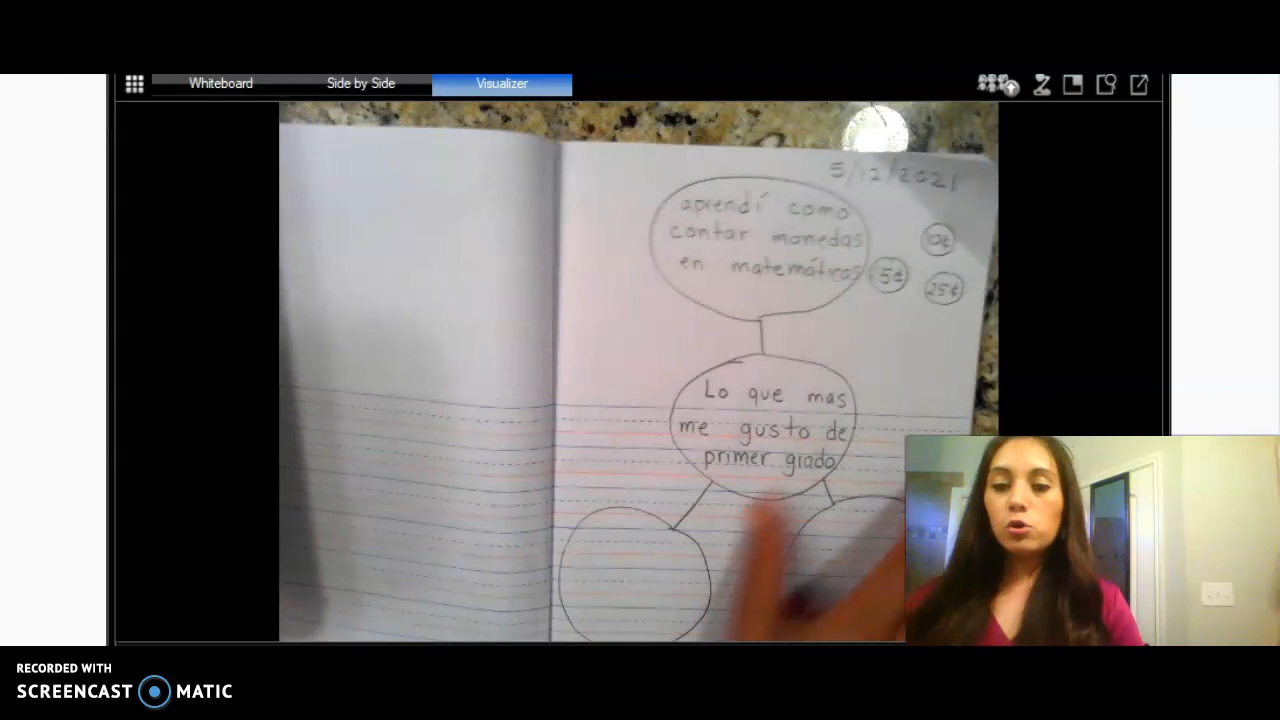 Whiteboard
Side by Side
Visualizer
5/12/2021
aprendí como
contar monedas
en matemáticas
10¢
5¢
25¢
Lo que mas
me gusto de
primer grado
RECORDED WITH
SCREENCAST MATIC